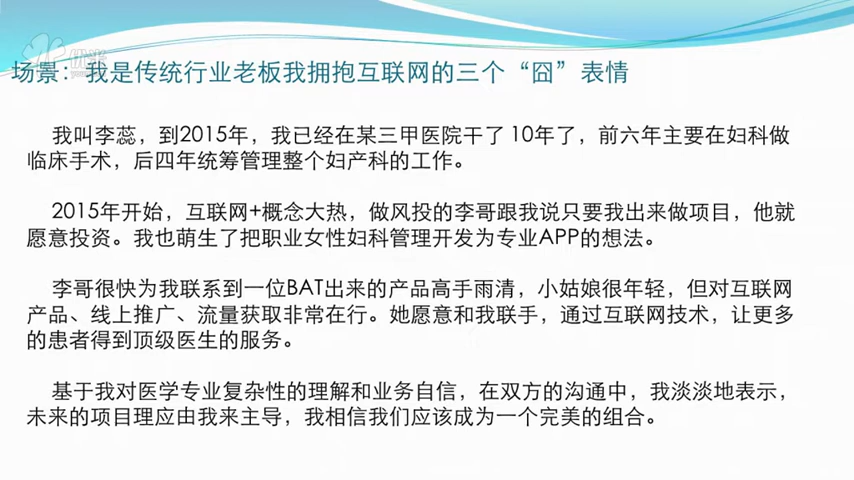 优米
场景：我是传统行业老板我拥抱互联网的三个“囧”表情
我叫李蕊，到2015年，我已经在某三甲医院干了10年了，前六年主要在妇科做
临床手术，后四年统筹管理整个妇产科的工作。
2015年开始，互联网+概念大热，做风投的李哥跟我说只要我出来做项目，他就
愿意投资。我也萌生了把职业女性妇科管理开发为专业APP的想法。
李哥很快为我联系到一位BAT出来的产品高手雨清，小姑娘很年轻，但对互联网
产品、线上推广、流量获取非常在行。她愿意和我联手，通过互联网技术，让更多
的患者得到顶级医生的服务。
基于我对医学专业复杂性的理解和业务自信，在双方的沟通中，我淡淡地表示，
未来的项目理应由我来主导，我相信我们应该成为一个完美的组合。